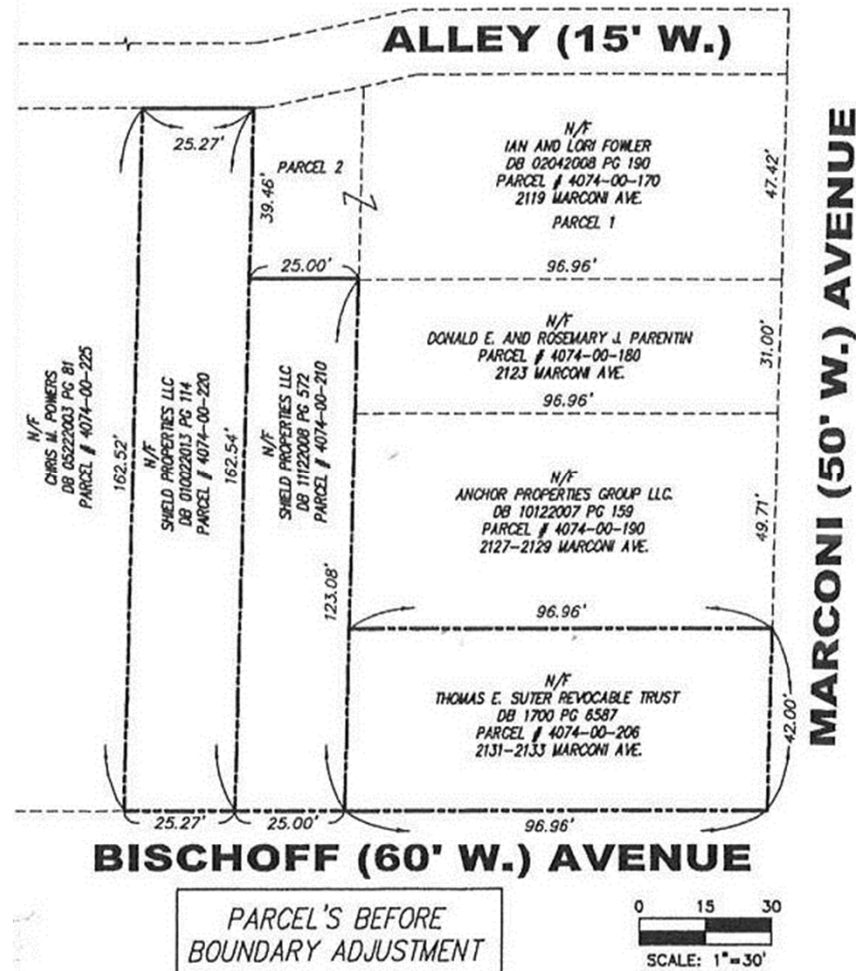 ALLEY (15' W.)
25.27'
PARCEL 2
39.46'
25.00'
N/F
IAN AND LORI FOWLER
DB 02042008 PG 190
PARCEL # 4074-00-170
2119 MARCONI AVE.
PARCEL 1
47.42'
96.96'
N/F
DONALD E. AND ROSEMARY J. PARENTIN
PARCEL # 4074-00-180
2123 MARCONI AVE.
31.00'
96.96'
N/F
CHRIS M. POWERS
DB 05222003 PG 81
PARCEL # 4074-00-225
162.52'
N/F
SHIELD PROPERTIES LLC
DB 010022013 PG 114
PARCEL # 4074-00-220
162.54'
N/F
SHIELD PROPERTIES LLC
DB 11122008 PG 572
PARCEL # 4074-00-210
123.08'
N/F
ANCHOR PROPERTIES GROUP LLC.
DB 10122007 PG 159
PARCEL # 4074-00-190
2127-2129 MARCONI AVE.
49.71'
96.96'
N/F
THOMAS E. SUTER REVOCABLE TRUST
DB 1700 PG 6587
PARCEL # 4074-00-206
2131-2133 MARCONI AVE.
42.00'
MARCONI (50' W.) AVENUE
25.27'
25.00'
96.96'
BISCHOFF (60' W.) AVENUE
PARCEL'S BEFORE
BOUNDARY ADJUSTMENT
0 15 30
SCALE: 1"=30'